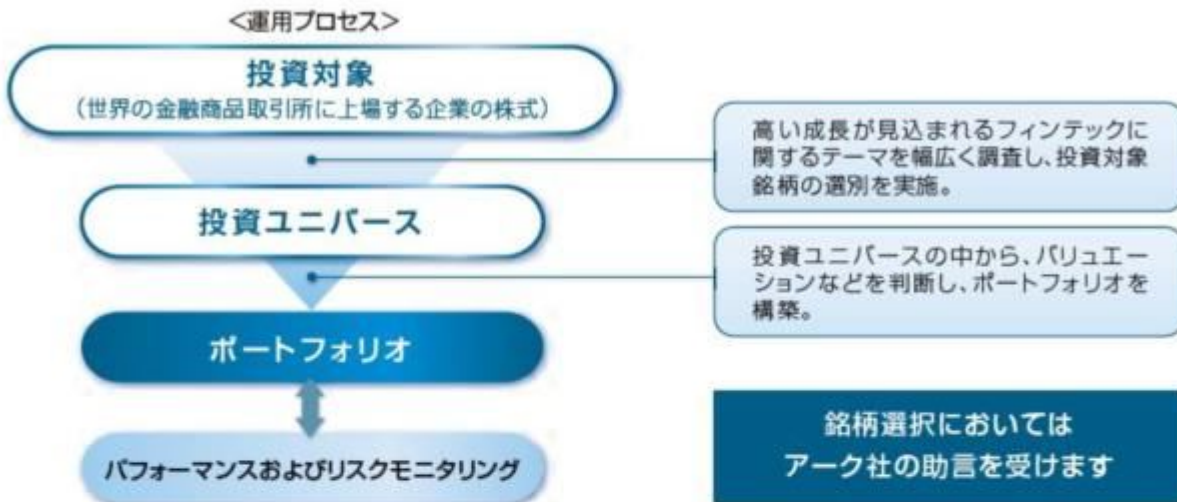 ＜運用プロセス＞
投資対象
（世界の金融商品取引所に上場する企業の株式）
高い成長が見込まれるフィンテックに
関するテーマを幅広く調査し、投資対象
銘柄の選別を実施。
投資ユニバース
投資ユニバースの中から、バリュエー
ションなどを判断し、ポートフォリオを
構築。
ポートフォリオ
パフォーマンスおよびリスクモニタリング
銘柄選択においては
アーク社の助言を受けます